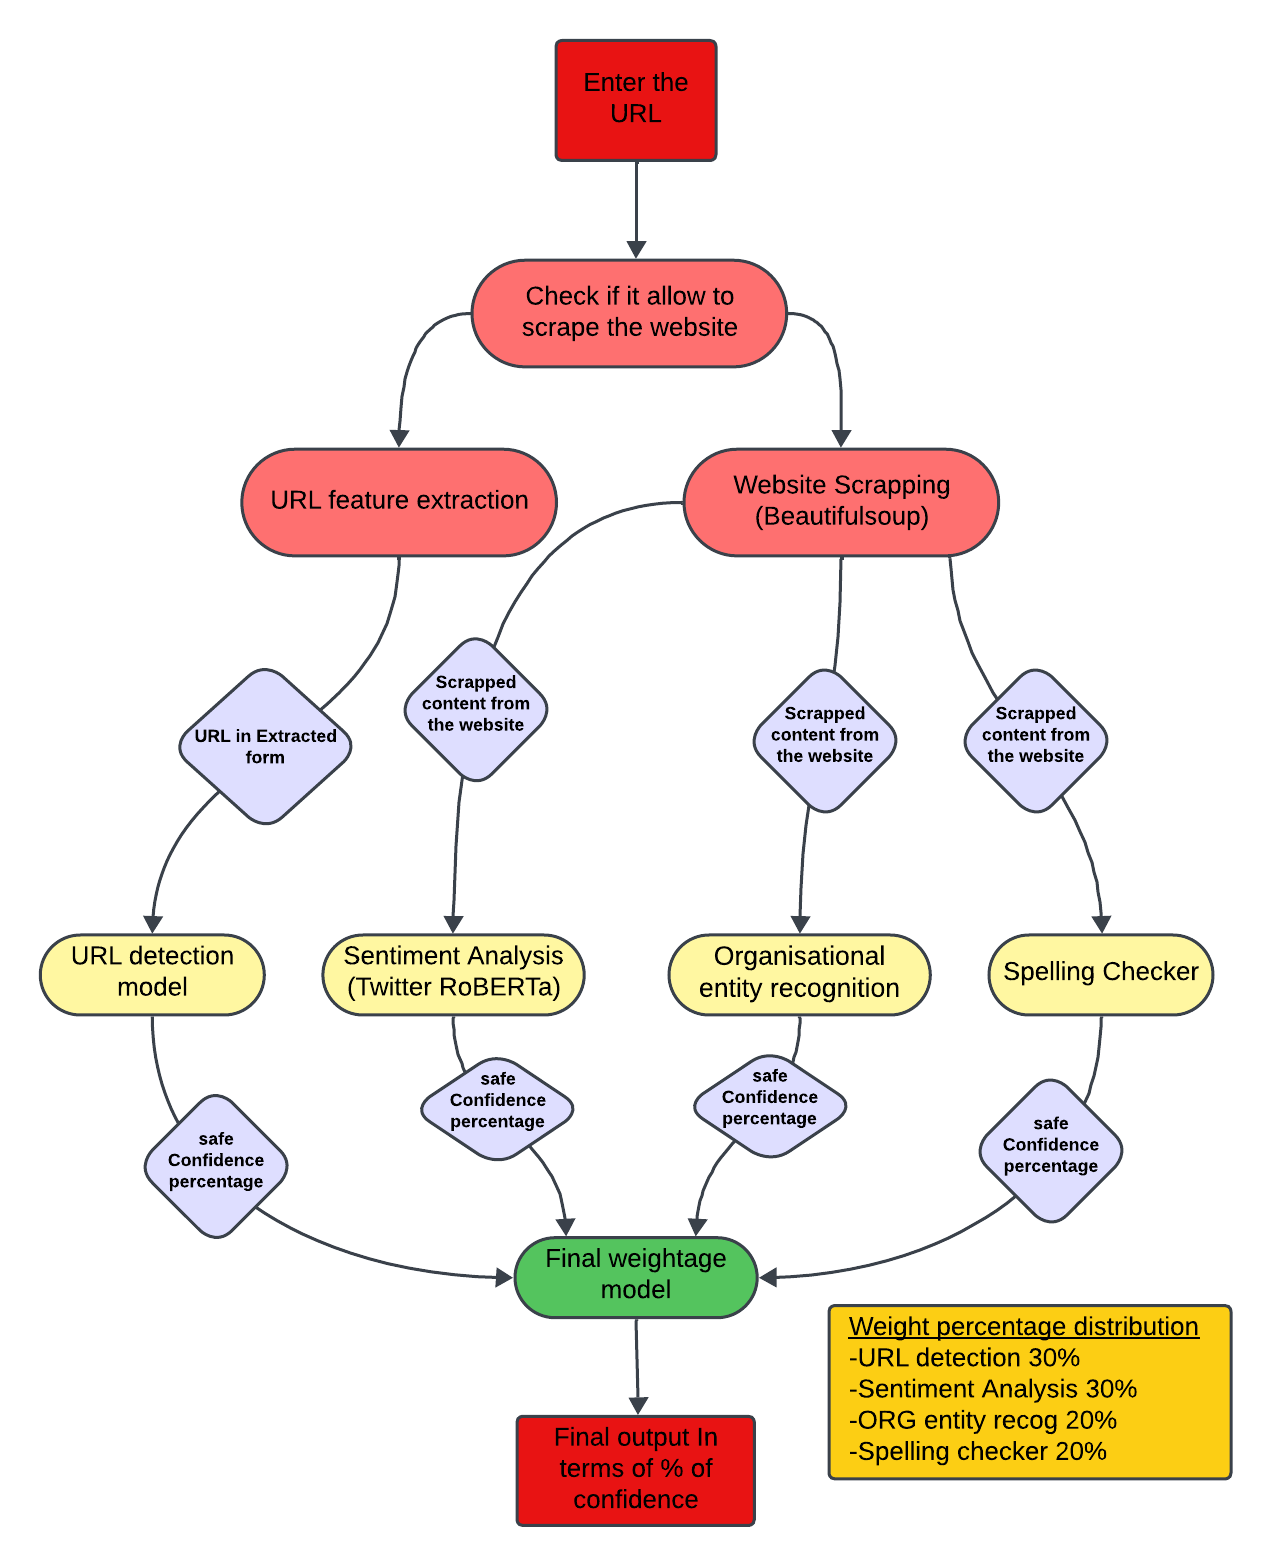 Enter the
URL
Check if it allow to
scrape the website
URL feature extraction
Website Scrapping
(Beautifulsoup)
URL in Extracted
form
Scrapped
content from
the website
Scrapped
content from
the website
Scrapped
content from
the website
URL detection
model
Sentiment Analysis
(Twitter RoBERTa)
Organisational
entity recognition
Spelling Checker
safe
Confidence
percentage
safe
Confidence
percentage
safe
Confidence
percentage
safe
Confidence
percentage
Final weightage
model
Weight percentage distribution
-URL detection 30%
-Sentiment Analysis 30%
-ORG entity recog 20%
-Spelling checker 20%
Final output In
terms of % of
confidence